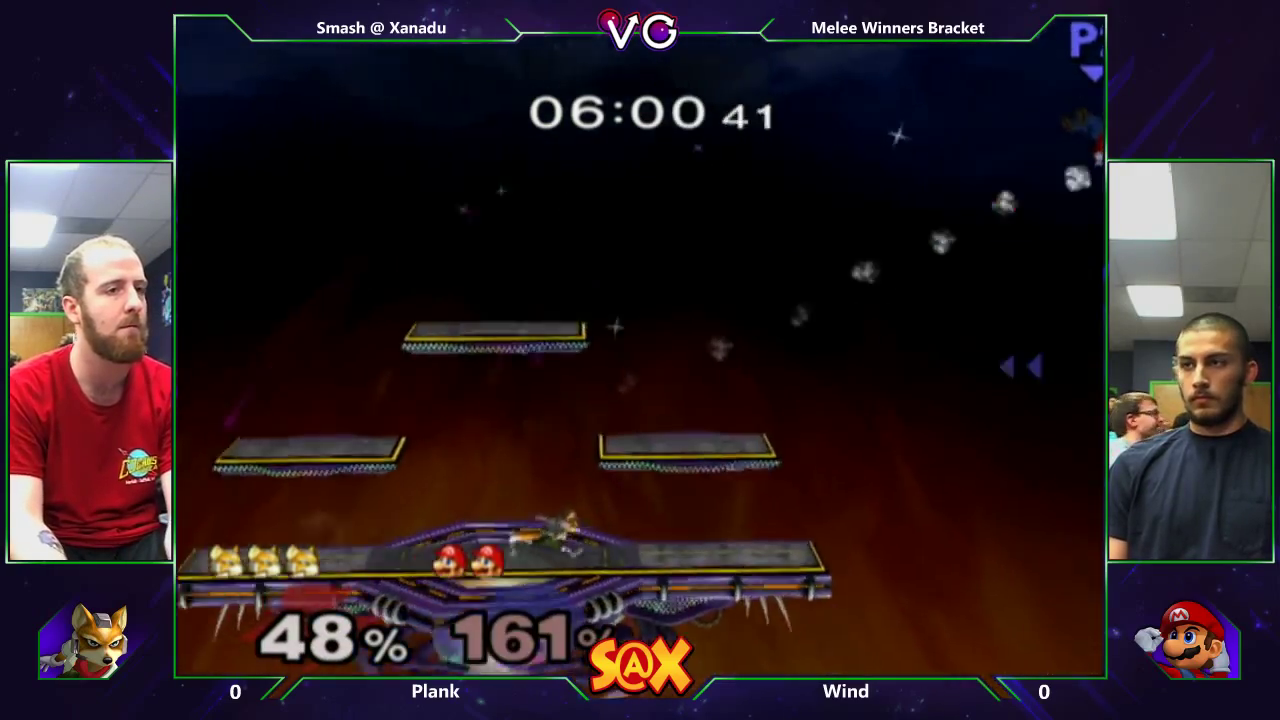 Smash @ Xanadu
VG
Melee Winners Bracket
P
06:00 41
48%
161%
S@X
0
Plank
Wind
0